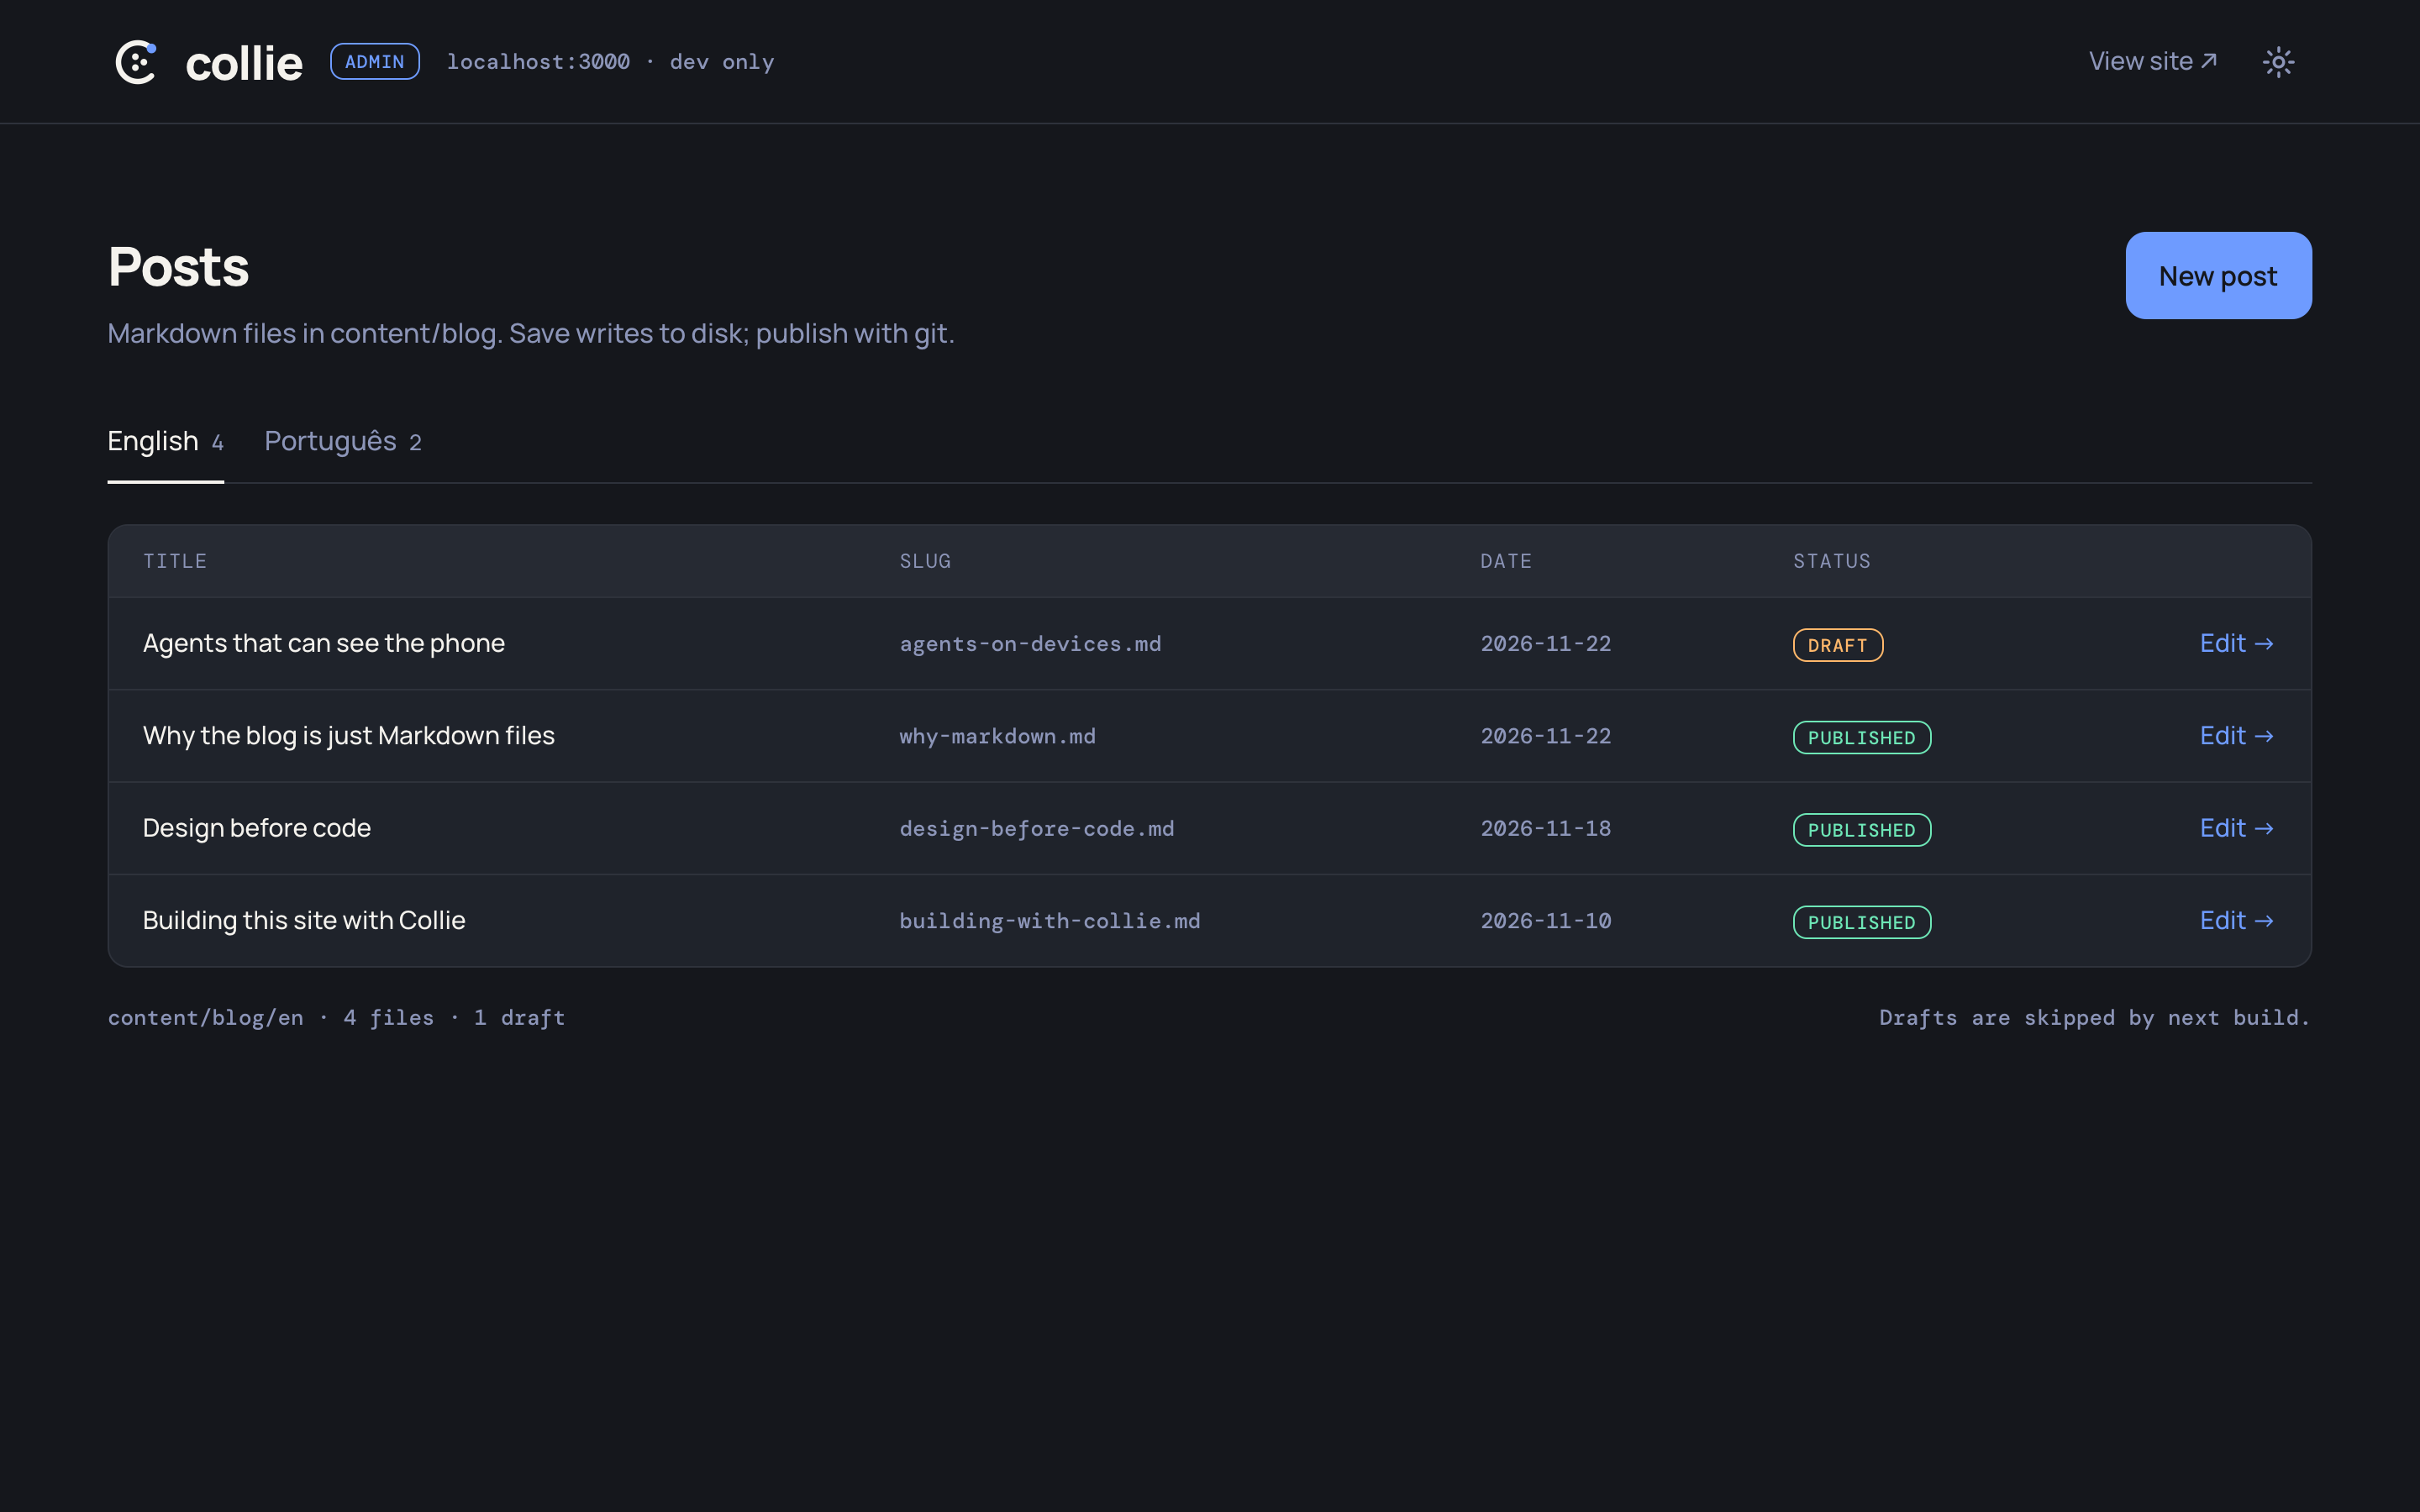 collie ADMIN localhost:3000 · dev only View site ↗
Posts
New post
Markdown files in content/blog. Save writes to disk; publish with git.
English 4 Português 2
TITLE SLUG DATE STATUS
Agents that can see the phone agents-on-devices.md 2026-11-22 DRAFT Edit →
Why the blog is just Markdown files why-markdown.md 2026-11-22 PUBLISHED Edit →
Design before code design-before-code.md 2026-11-18 PUBLISHED Edit →
Building this site with Collie building-with-collie.md 2026-11-10 PUBLISHED Edit →
content/blog/en · 4 files · 1 draft Drafts are skipped by next build.